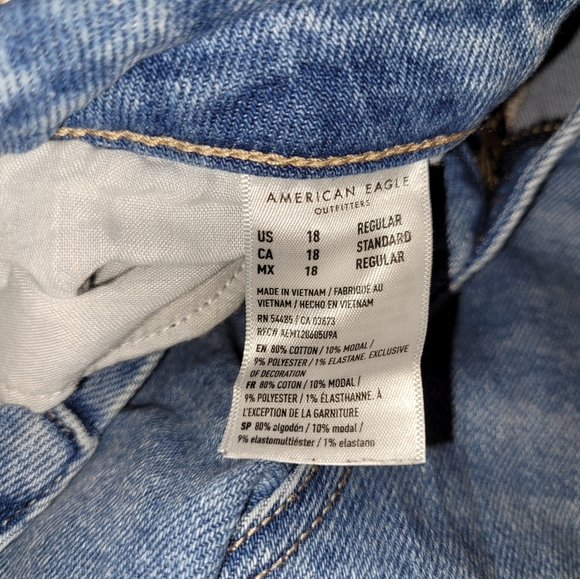 AMERICAN EAGLE
OUTFITTERS
US 18 REGULAR
CA 18 STANDARD
MX 18 REGULAR
MADE IN VIETNAM / FABRIQUE AU
VIETNAM / HECHO EN VIETNAM
RN 54485 / CA 03673
RFC# AEMT120605U9A
EN 80% COTTON / 10% MODAL /
9% POLYESTER / 1% ELASTANE. EXCLUSIVE
OF DECORATION
FR 80% COTON / 10% MODAL /
9% POLYESTER / 1% ÉLASTHANNE. À
L'EXCEPTION DE LA GARNITURE
SP 80% algodón / 10% modal /
9% elastomultiéster / 1% elastano